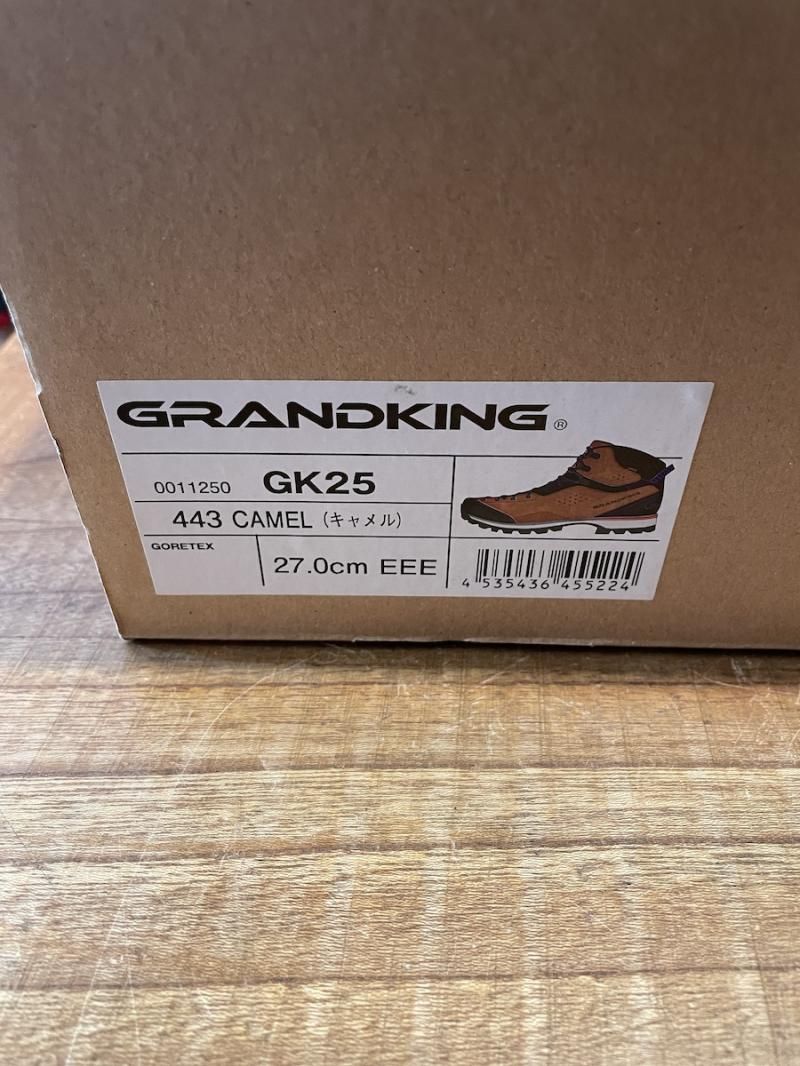 GRANDKING®
0011250 GK25
443 CAMEL (キャメル)
GORETEX
27.0cm EEE
4 535436 455224